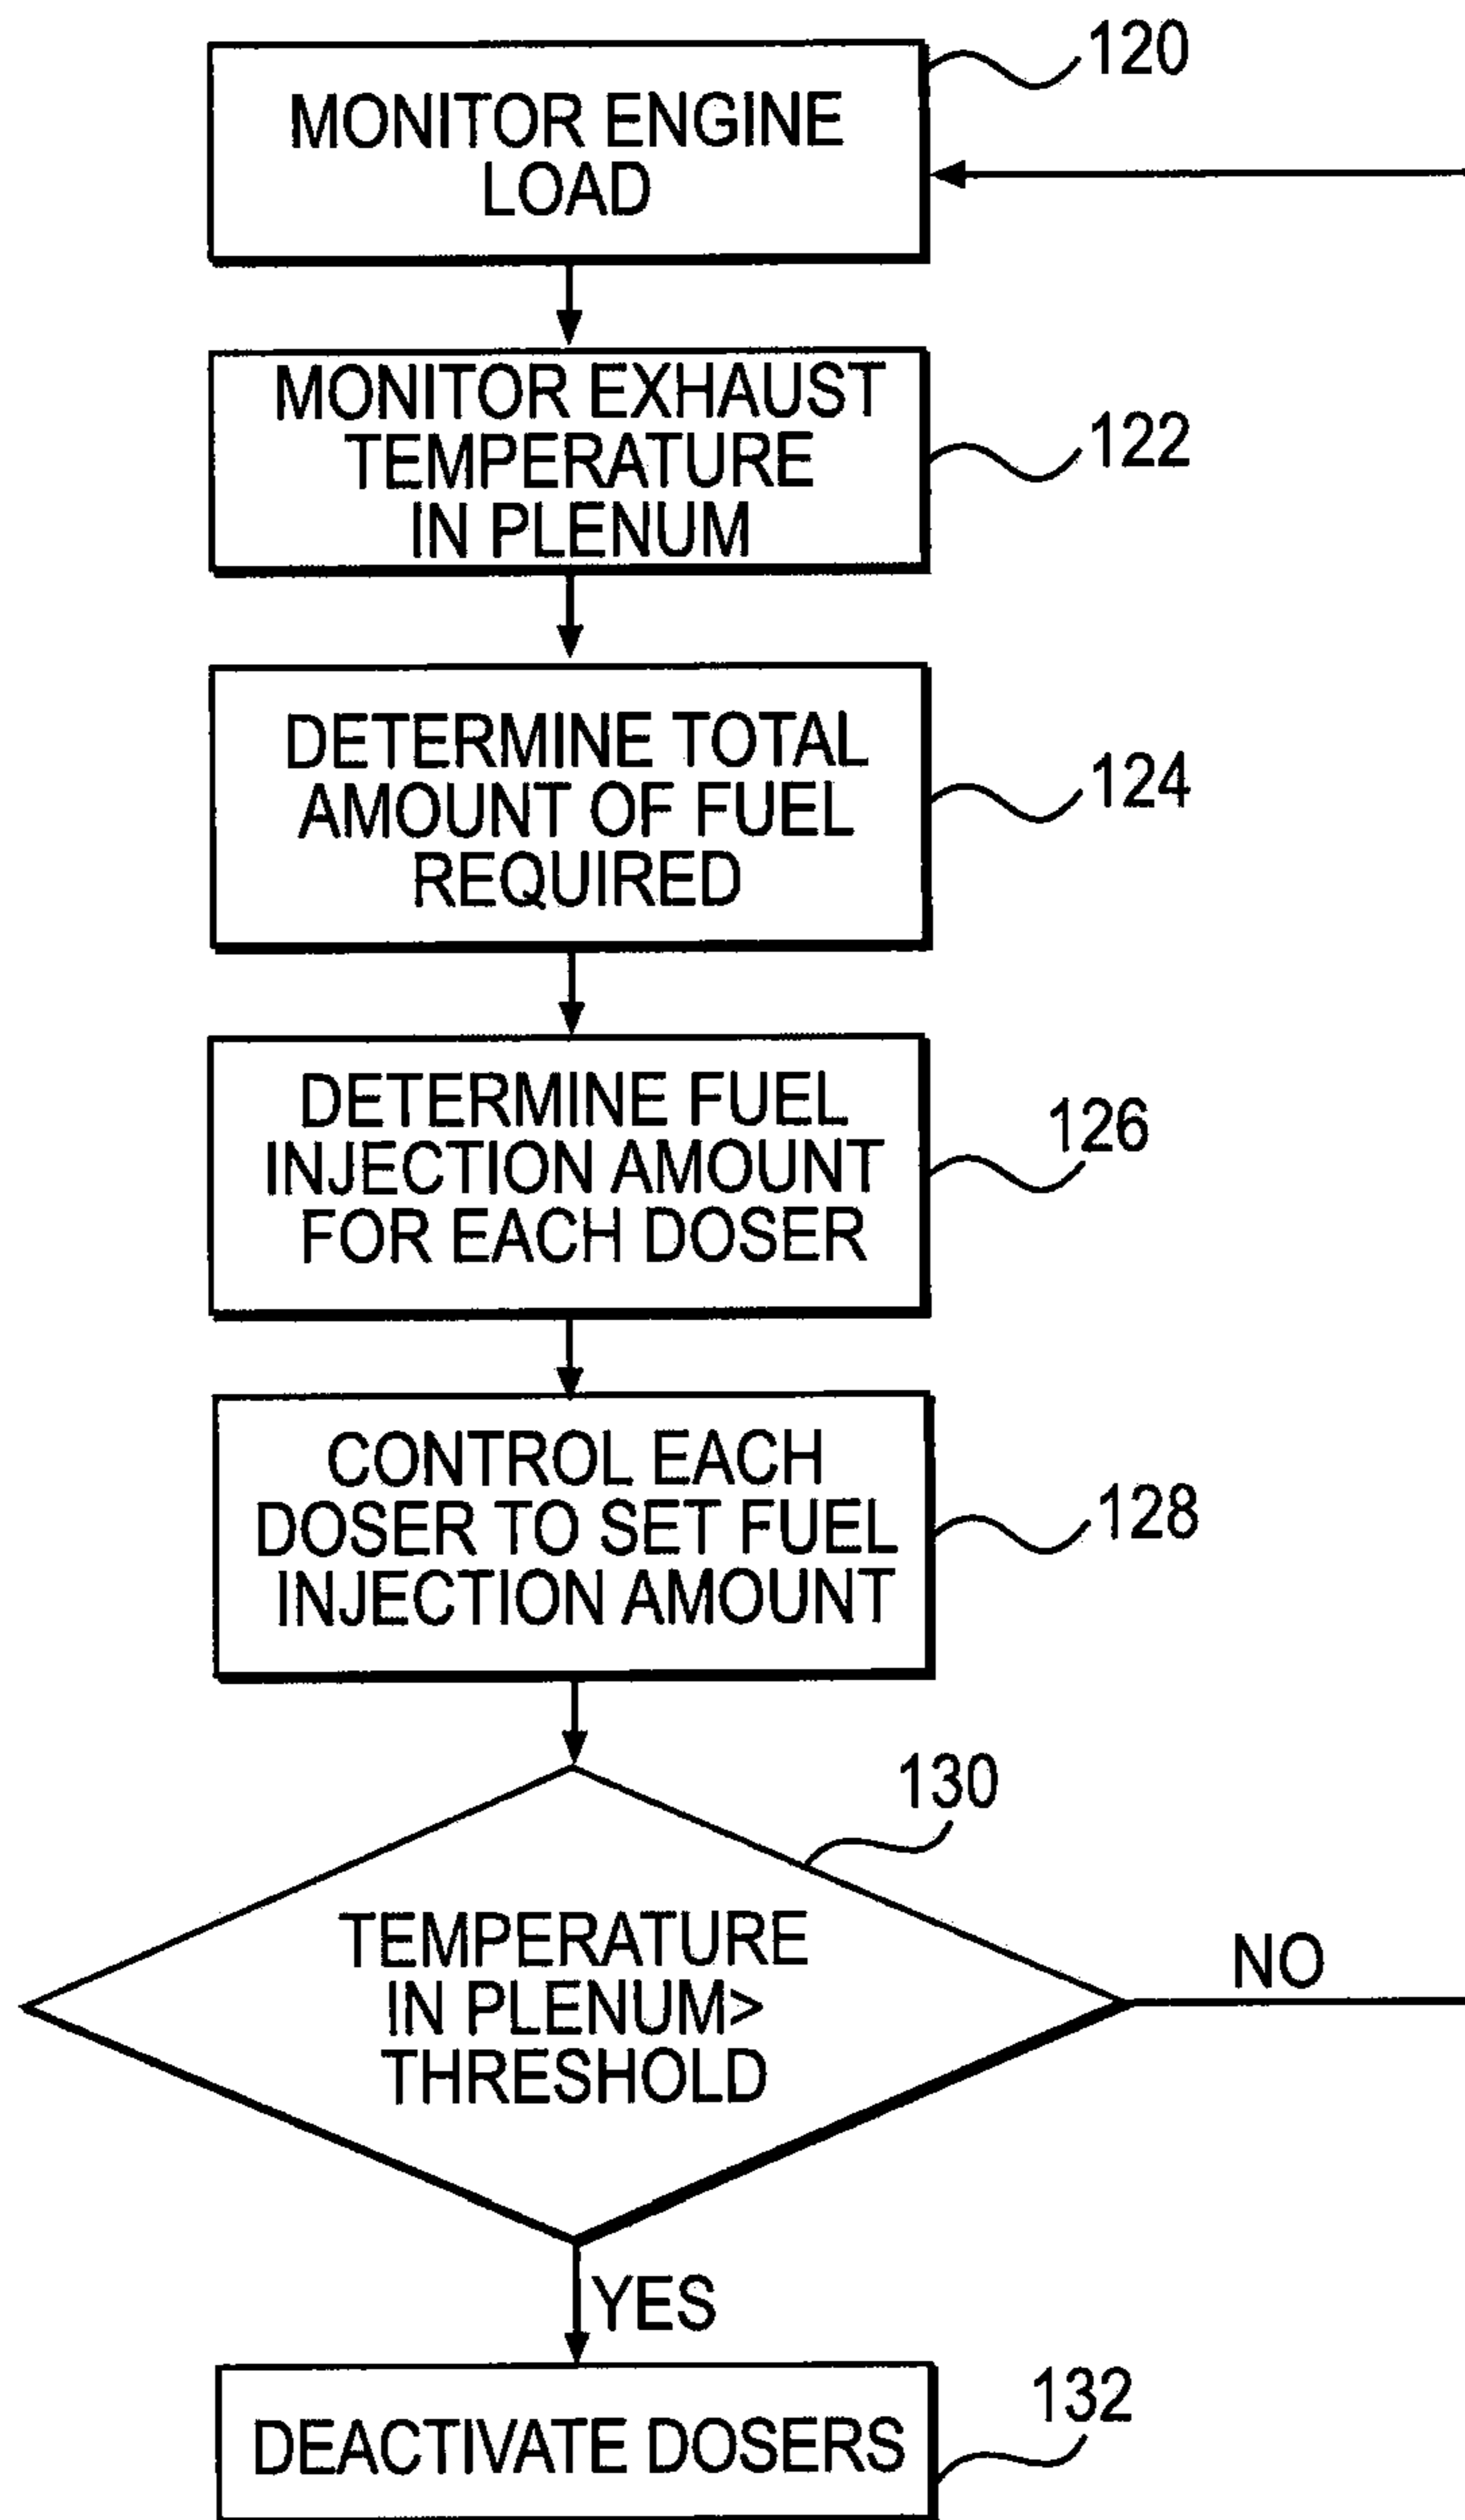 120
MONITOR ENGINE
LOAD
MONITOR EXHAUST
TEMPERATURE
IN PLENUM
122
DETERMINE TOTAL
AMOUNT OF FUEL
REQUIRED
124
DETERMINE FUEL
INJECTION AMOUNT
FOR EACH DOSER
126
CONTROL EACH
DOSER TO SET FUEL
INJECTION AMOUNT
128
130
TEMPERATURE
IN PLENUM>
THRESHOLD
NO
YES
DEACTIVATE DOSERS
132